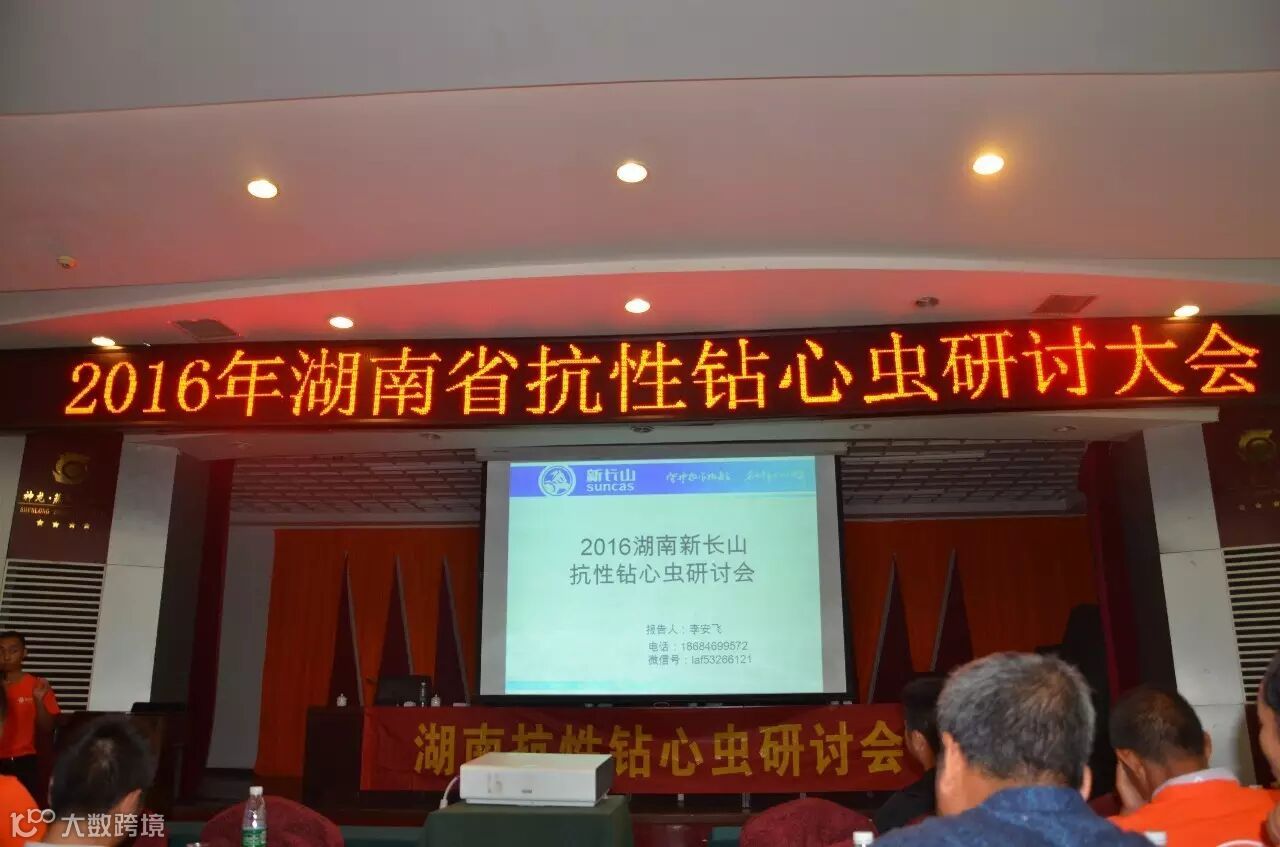 2016年湖南省抗性钻心虫研讨大会
新长山
suncas
2016湖南新长山
抗性钻心虫研讨会
报告人：李安飞
电话：18684699572
微信号：laf53266121
湖南抗性钻心虫研讨会
神龙
SHENLONG
大数跨境